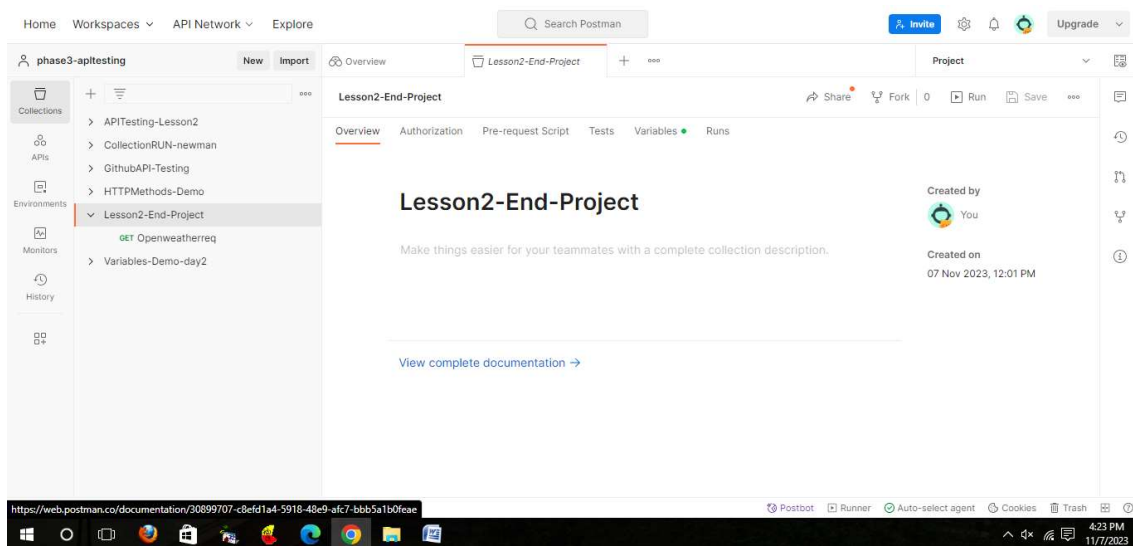 Home Workspaces API Network Explore Search Postman Invite Upgrade
phase3-apItesting New Import Overview Lesson2-End-Project Project
Collections
APIs
Environments
Monitors
History
APITesting-Lesson2
CollectionRUN-newman
GithubAPI-Testing
HTTPMethods-Demo
Lesson2-End-Project
GET Openweatherreq
Variables-Demo-day2
Lesson2-End-Project Share Fork 0 Run Save
Overview Authorization Pre-request Script Tests Variables Runs
Lesson2-End-Project
Make things easier for your teammates with a complete collection description.
View complete documentation →
Created by
You
Created on
07 Nov 2023, 12:01 PM
https://web.postman.co/documentation/30899707-c8efd1a4-5918-48e9-afc7-bbb5a1b0feae
Postbot Runner Auto-select agent Cookies Trash
4:23 PM
11/7/2023